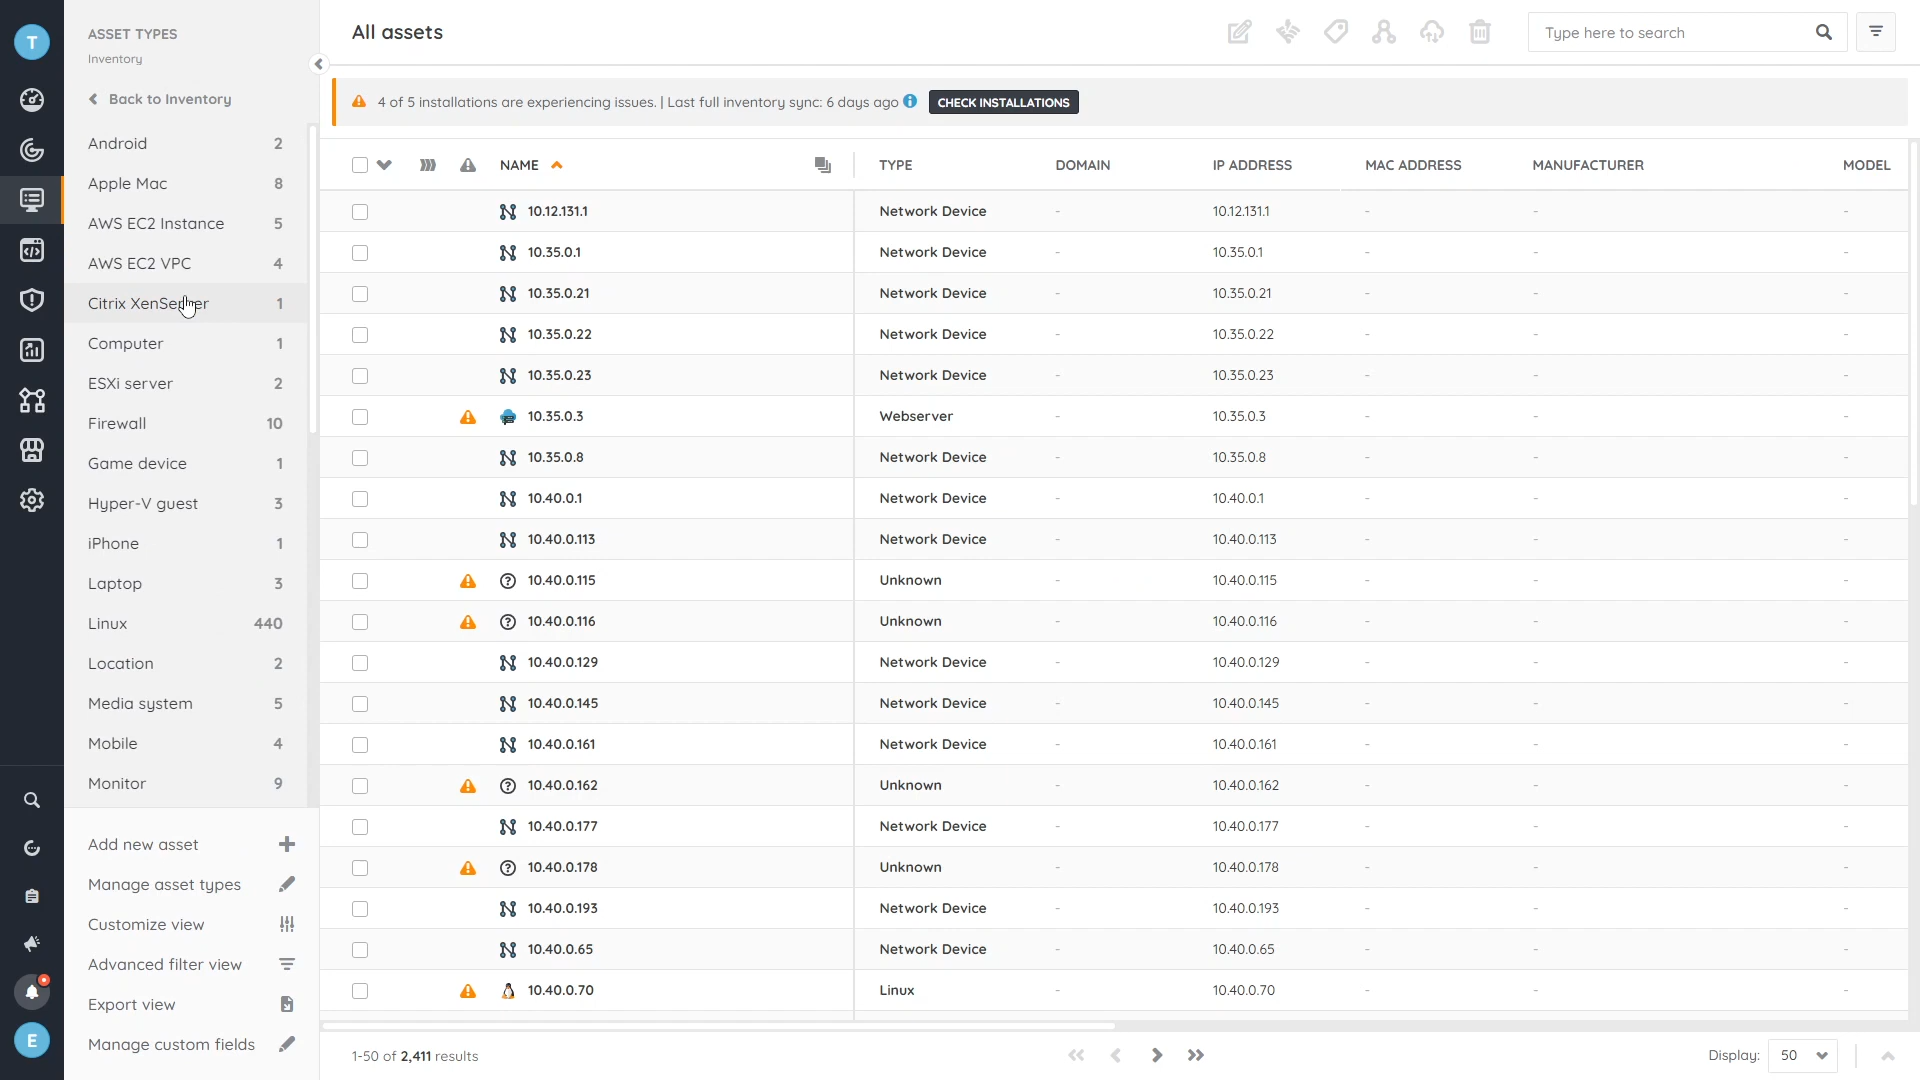 T
ASSET TYPES
Inventory
Back to Inventory
Android 2
Apple Mac 8
AWS EC2 Instance 5
AWS EC2 VPC 4
Citrix XenServer 1
Computer 1
ESXi server 2
Firewall 10
Game device 1
Hyper-V guest 3
iPhone 1
Laptop 3
Linux 440
Location 2
Media system 5
Mobile 4
Monitor 9
Add new asset
Manage asset types
Customize view
Advanced filter view
Export view
Manage custom fields
E
All assets
Type here to search
4 of 5 installations are experiencing issues. | Last full inventory sync: 6 days ago CHECK INSTALLATIONS
NAME TYPE DOMAIN IP ADDRESS MAC ADDRESS MANUFACTURER MODEL
10.12.131.1 Network Device - 10.12.131.1 - - -
10.35.0.1 Network Device - 10.35.0.1 - - -
10.35.0.21 Network Device - 10.35.0.21 - - -
10.35.0.22 Network Device - 10.35.0.22 - - -
10.35.0.23 Network Device - 10.35.0.23 - - -
10.35.0.3 Webserver - 10.35.0.3 - - -
10.35.0.8 Network Device - 10.35.0.8 - - -
10.40.0.1 Network Device - 10.40.0.1 - - -
10.40.0.113 Network Device - 10.40.0.113 - - -
10.40.0.115 Unknown - 10.40.0.115 - - -
10.40.0.116 Unknown - 10.40.0.116 - - -
10.40.0.129 Network Device - 10.40.0.129 - - -
10.40.0.145 Network Device - 10.40.0.145 - - -
10.40.0.161 Network Device - 10.40.0.161 - - -
10.40.0.162 Unknown - 10.40.0.162 - - -
10.40.0.177 Network Device - 10.40.0.177 - - -
10.40.0.178 Unknown - 10.40.0.178 - - -
10.40.0.193 Network Device - 10.40.0.193 - - -
10.40.0.65 Network Device - 10.40.0.65 - - -
10.40.0.70 Linux - 10.40.0.70 - - -
1-50 of 2,411 results
Display: 50